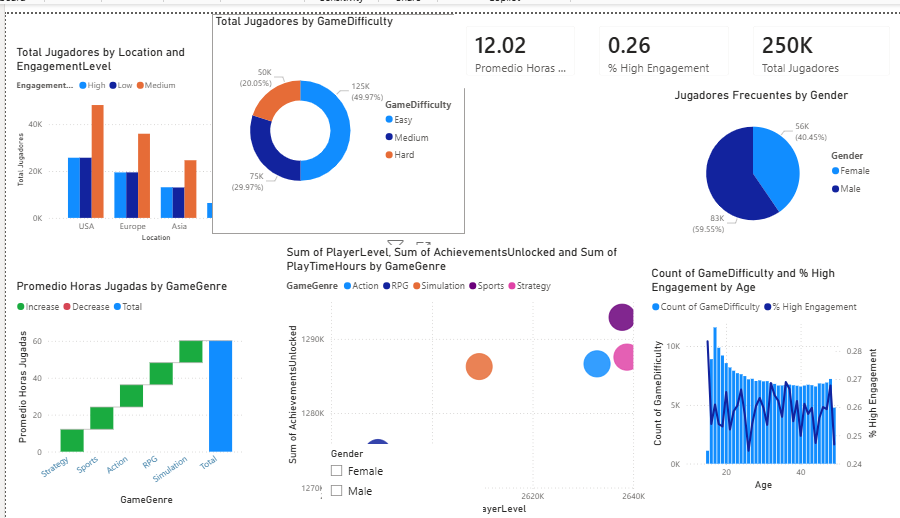 Total Jugadores by GameDifficulty
50K
(20.05%)
125K
(49.97%)
75K
(29.97%)
GameDifficulty
Easy
Medium
Hard
12.02
Promedio Horas ...
0.26
% High Engagement
250K
Total Jugadores
Total Jugadores by Location and
EngagementLevel
Engagement... High Low Medium
Total Jugadores
40K
20K
0K
USA Europe Asia
Location
Jugadores Frecuentes by Gender
56K
(40.45%)
83K
(59.55%)
Gender
Female
Male
Promedio Horas Jugadas by GameGenre
Increase Decrease Total
Promedio Horas Jugadas
60
40
20
0
Strategy Sports Action RPG Simulation Total
GameGenre
Sum of PlayerLevel, Sum of AchievementsUnlocked and Sum of
PlayTimeHours by GameGenre
GameGenre Action RPG Simulation Sports Strategy
Sum of AchievementsUnlocked
1290K
1280K
1270K
2620K 2640K
Gender
Female
Male
Count of GameDifficulty and % High
Engagement by Age
Count of GameDifficulty % High Engagement
Count of GameDifficulty
10K
5K
0K
0.28
0.27
0.26
0.25
0.24
% High Engagement
20 40
Age